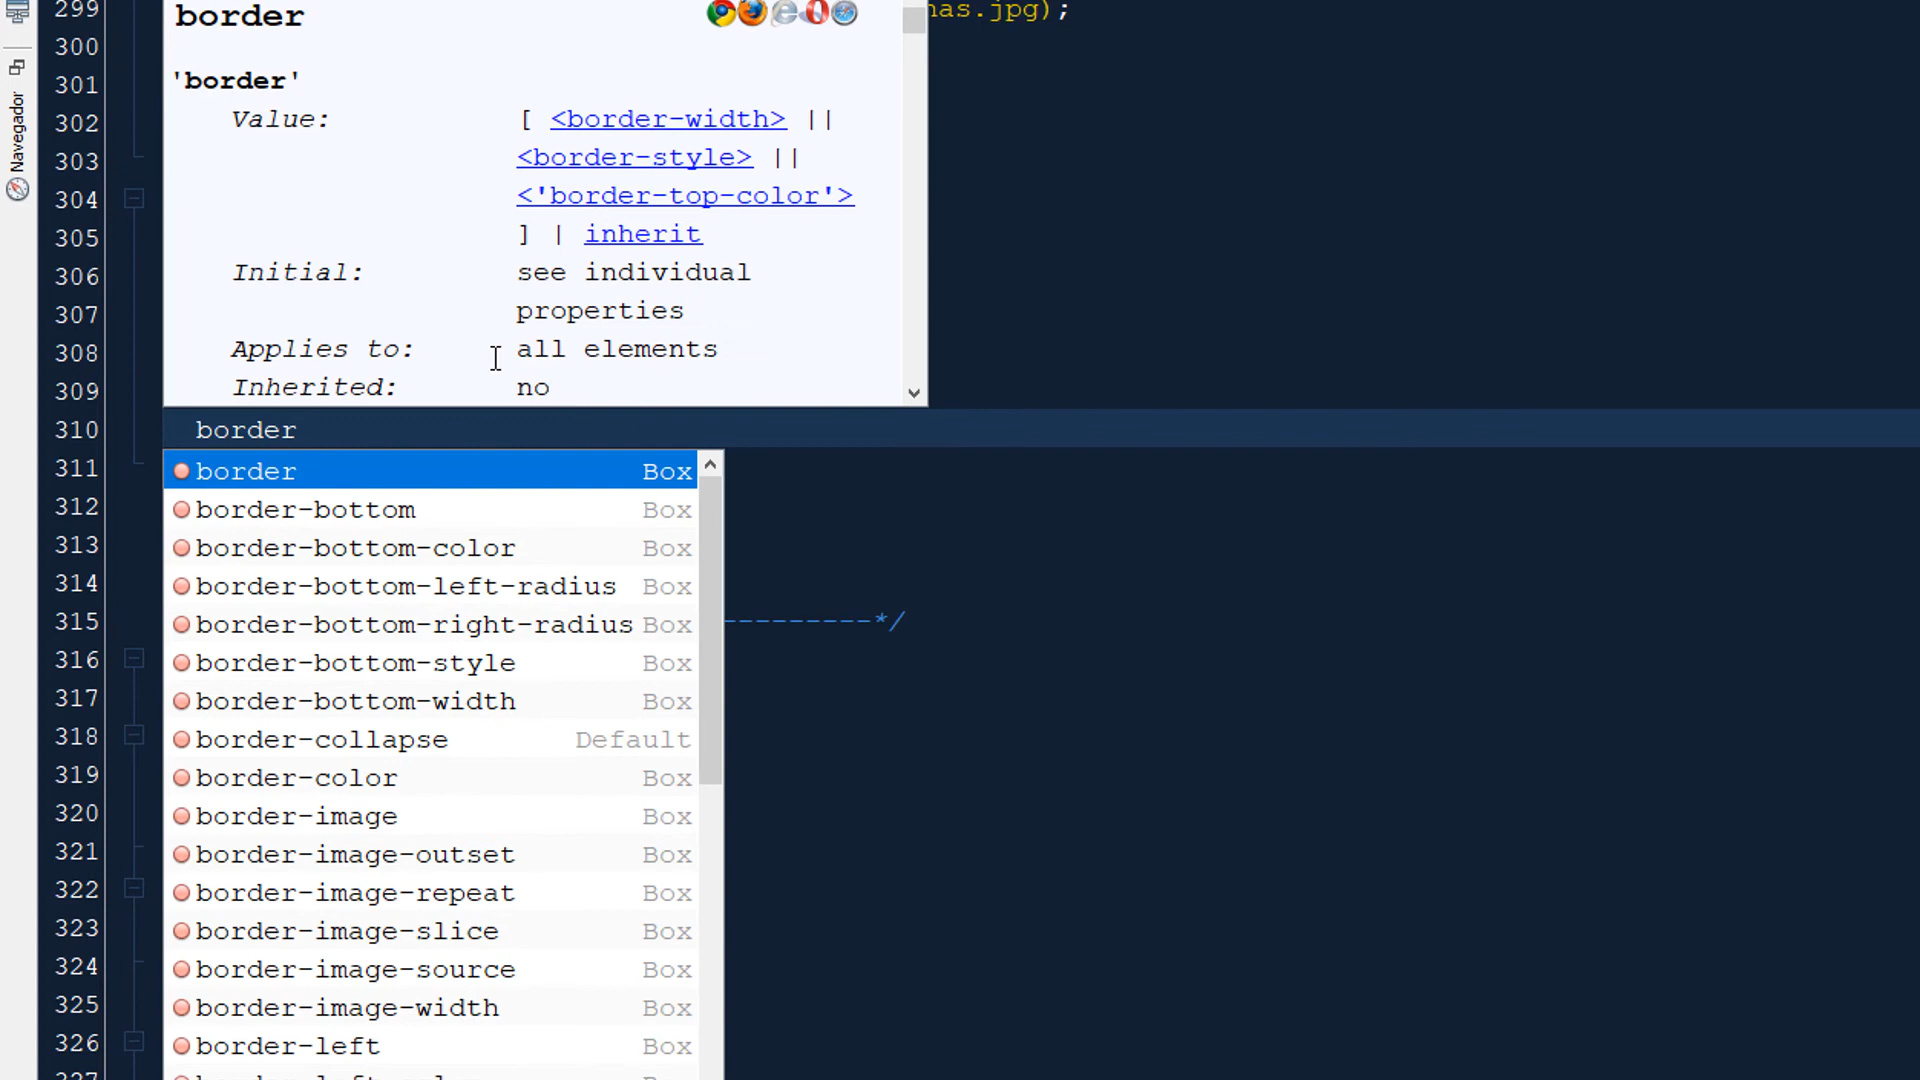 299
nas.jpg);
border
300
301
'border'
302
Value: [ <border-width> ||
303
<border-style> ||
304
<'border-top-color'>
305
] | inherit
306
Initial: see individual
307
properties
308
Applies to: all elements
309
Inherited: no
Navegador
310 border
311 border Box
312 border-bottom Box
313 border-bottom-color Box
314 border-bottom-left-radius Box
315 border-bottom-right-radius Box ---------*/
316 border-bottom-style Box
317 border-bottom-width Box
318 border-collapse Default
319 border-color Box
320 border-image Box
321 border-image-outset Box
322 border-image-repeat Box
323 border-image-slice Box
324 border-image-source Box
325 border-image-width Box
326 border-left Box